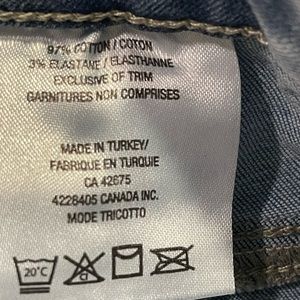 97% COTTON / COTON
3% ELASTANE / ELASTHANNE
EXCLUSIVE OF TRIM
GARNITURES NON COMPRISES
MADE IN TURKEY/
FABRIQUE EN TURQUIE
CA 42675
4228405 CANADA INC.
MODE TRICOTTO
20°C